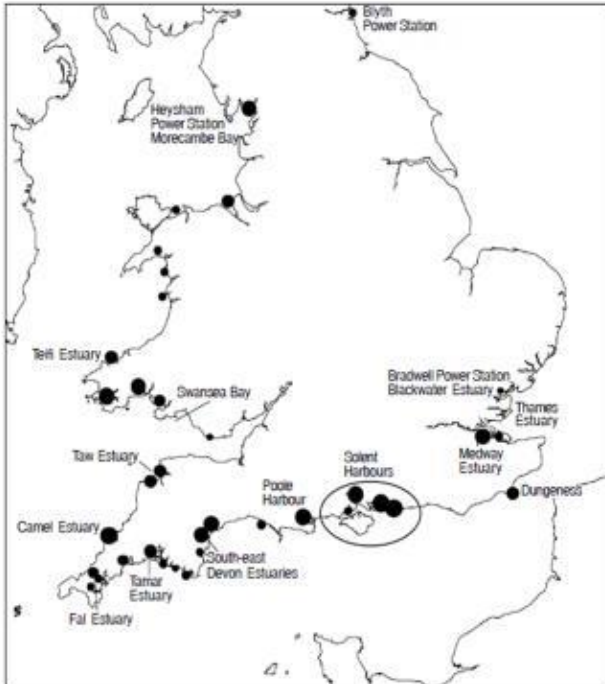 Blyth
Power Station
Heysham
Power Station
Morecambe Bay
Teifi Estuary
Swansea Bay
Bradwell Power Station
Blackwater Estuary
Thames
Estuary
Medway
Estuary
Taw Estuary
Solent
Harbours
Poole
Harbour
Dungeness
Camel Estuary
South-east
Devon Estuaries
Tamar
Estuary
Fal Estuary